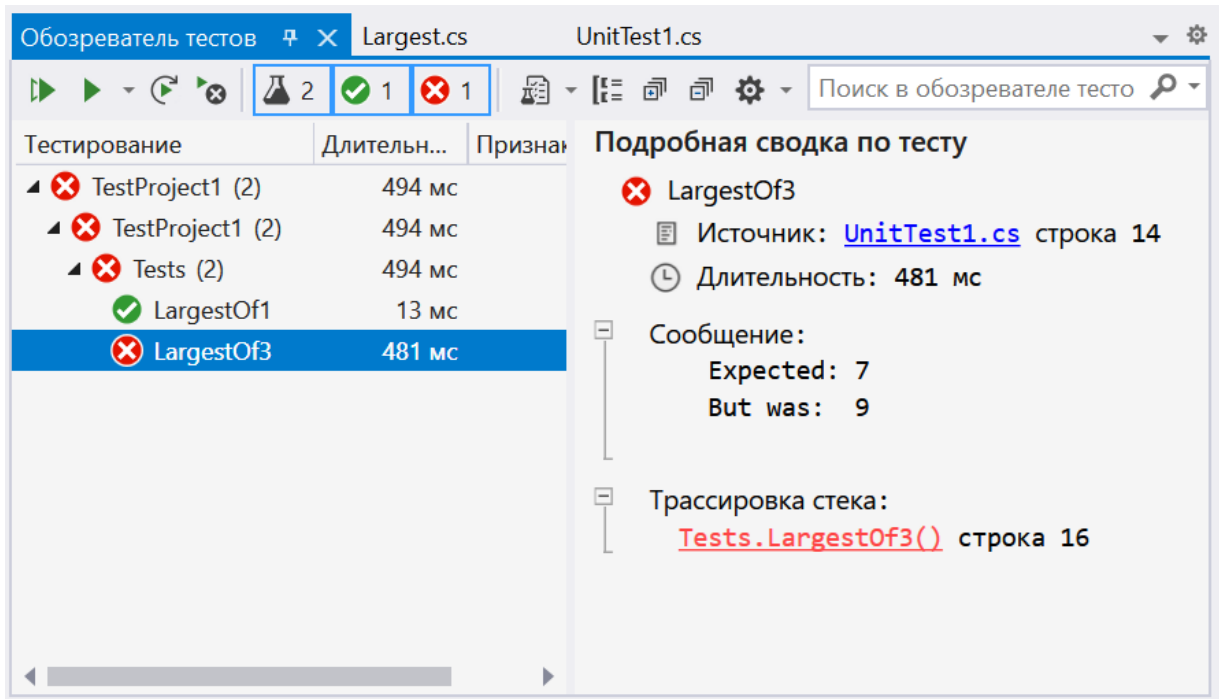 Обозреватель тестов Largest.cs UnitTest1.cs
2 1 1 Поиск в обозревателе тесто
Тестирование Длительн... Признак
TestProject1 (2) 494 мс
TestProject1 (2) 494 мс
Tests (2) 494 мс
LargestOf1 13 мс
LargestOf3 481 мс
Подробная сводка по тесту
LargestOf3
Источник: UnitTest1.cs строка 14
Длительность: 481 мс
Сообщение:
Expected: 7
But was: 9
Трассировка стека:
Tests.LargestOf3() строка 16